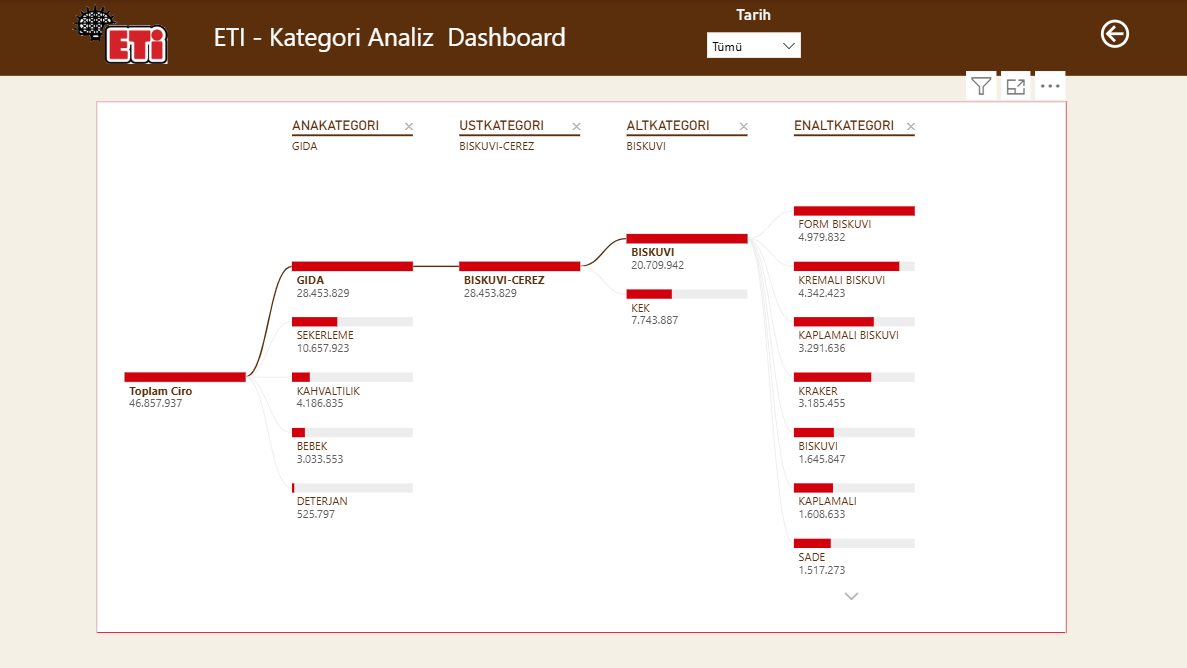 ETi
ETI - Kategori Analiz Dashboard
Tarih
Tümü
ANAKATEGORI
GIDA
USTKATEGORI
BISKUVI-CEREZ
ALTKATEGORI
BISKUVI
ENALTKATEGORI
Toplam Ciro
46.857.937
GIDA
28.453.829
SEKERLEME
10.657.923
KAHVALTILIK
4.186.835
BEBEK
3.033.553
DETERJAN
525.797
BISKUVI-CEREZ
28.453.829
BISKUVI
20.709.942
KEK
7.743.887
FORM BISKUVI
4.979.832
KREMALI BISKUVI
4.342.423
KAPLAMALI BISKUVI
3.291.636
KRAKER
3.185.455
BISKUVI
1.645.847
KAPLAMALI
1.608.633
SADE
1.517.273